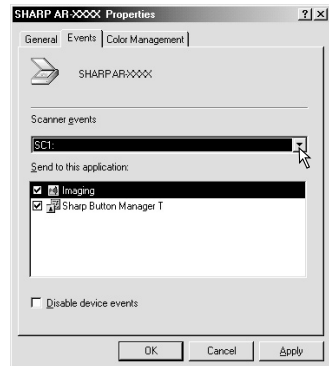 SHARP AR-XXXX Properties
General Events Color Management
SHARP AR-XXXX
Scanner events
SC1:
Send to this application:
Imaging
Sharp Button Manager T
Disable device events
OK Cancel Apply